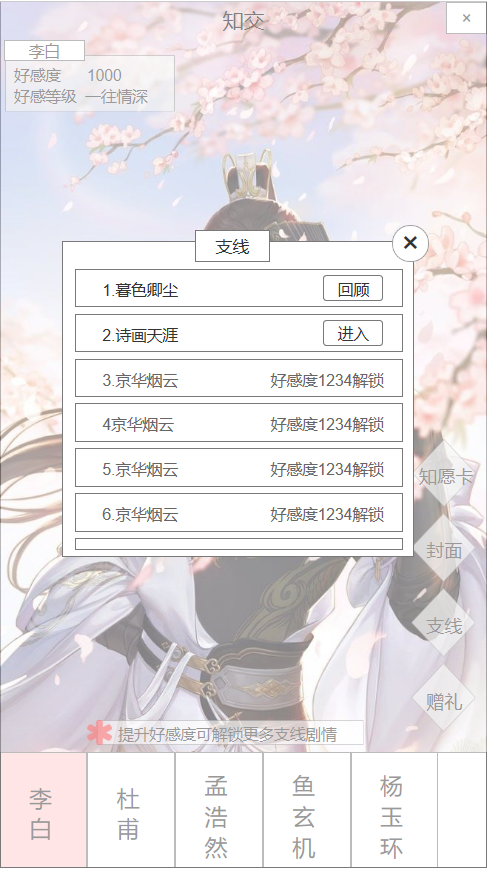 知交
×
李白
好感度 1000
好感等级 一往情深
支线
×
1.暮色卿尘 回顾
2.诗画天涯 进入
3.京华烟云 好感度1234解锁
4京华烟云 好感度1234解锁
5.京华烟云 好感度1234解锁
6.京华烟云 好感度1234解锁
知愿卡
封面
支线
赠礼
提升好感度可解锁更多支线剧情
李白
杜甫
孟浩然
鱼玄机
杨玉环